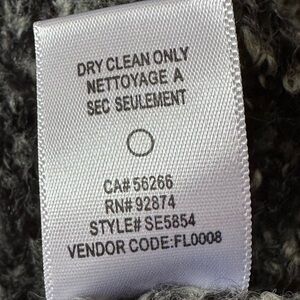 DRY CLEAN ONLY
NETTOYAGE A
SEC SEULEMENT
CA# 56266
RN# 92874
STYLE# SE5854
VENDOR CODE:FL0008